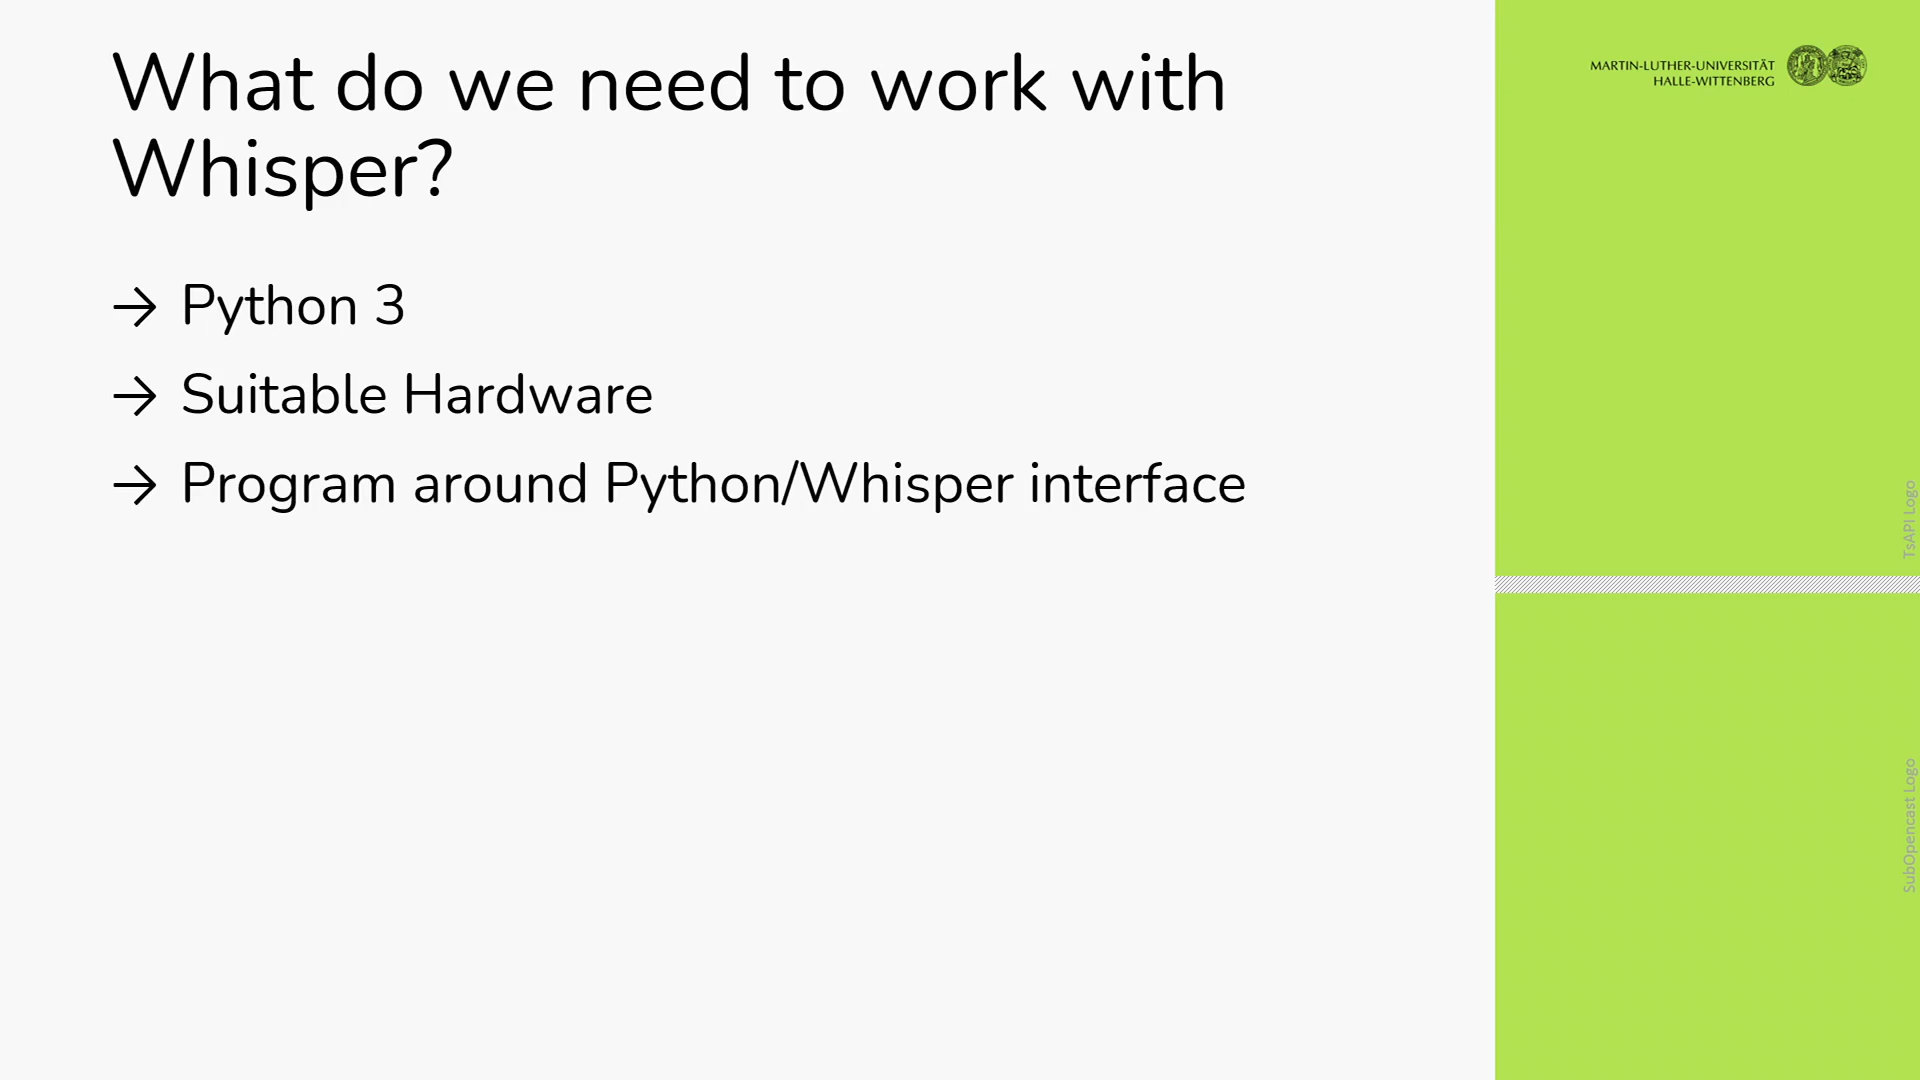 What do we need to work with
Whisper?
→ Python 3
→ Suitable Hardware
→ Program around Python/Whisper interface
MARTIN-LUTHER-UNIVERSITÄT
HALLE-WITTENBERG
TsAPI Logo
SubOpencast Logo